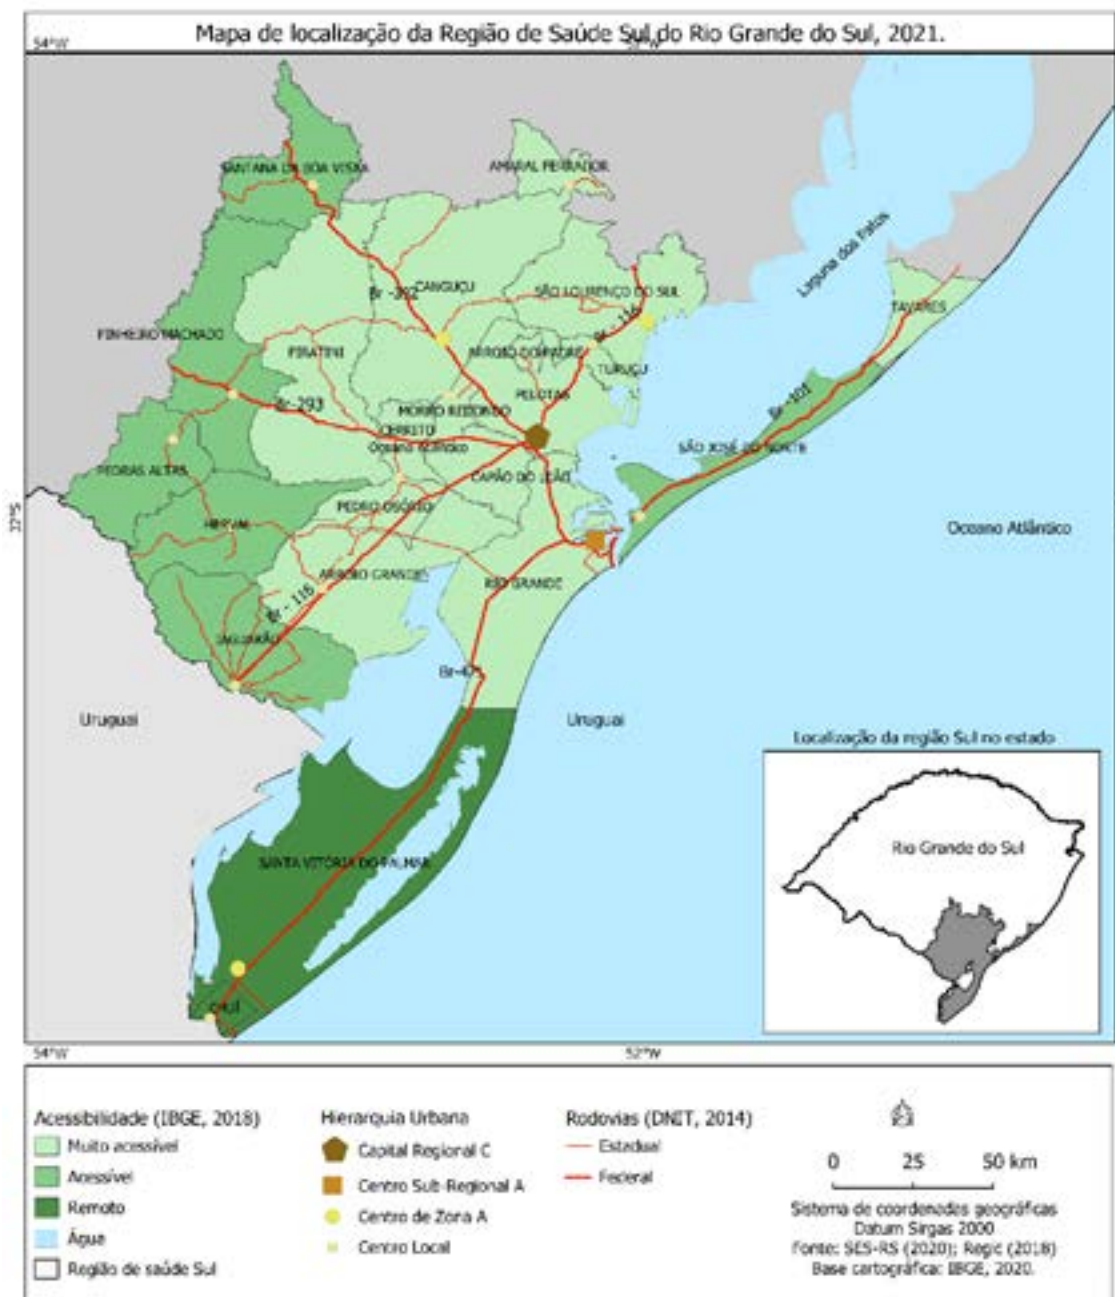 Mapa de localização da Região de Saúde Sul do Rio Grande do Sul, 2021.
54°W
52°W
SANTANA DA BOA VISTA
AMARAL FERRADOR
Laguna dos Patos
Br -392
CANGUÇU
SÃO LOURENÇO DO SUL
TAVARES
PINHEIRO MACHADO
PIRATINI
ARROIO DO PADRE
Br - 116
TURUÇU
PELOTAS
Br-293
MORRO REDONDO
Br -101
CERRITO
Oceano Atlântico
SÃO JOSÉ DO NORTE
PEDRAS ALTAS
CAPÃO DO LEÃO
32°S
PEDRO OSÓRIO
HERVAL
Oceano Atlântico
ARROIO GRANDE
RIO GRANDE
Br - 116
JAGUARÃO
Br-471
Uruguai
Uruguai
Localização da região Sul no estado
Rio Grande do Sul
SANTA VITÓRIA DO PALMAR
CHUÍ
54°W
52°W
Acessibilidade (IBGE, 2018)
Muito acessível
Acessível
Remoto
Água
Região de saúde Sul
Hierarquia Urbana
Capital Regional C
Centro Sub-Regional A
Centro de Zona A
Centro Local
Rodovias (DNIT, 2014)
Estadual
Federal
0 25 50 km
Sistema de coordenadas geográficas
Datum Sirgas 2000
Fonte: SES-RS (2020); Regic (2018)
Base cartográfica: IBGE, 2020.